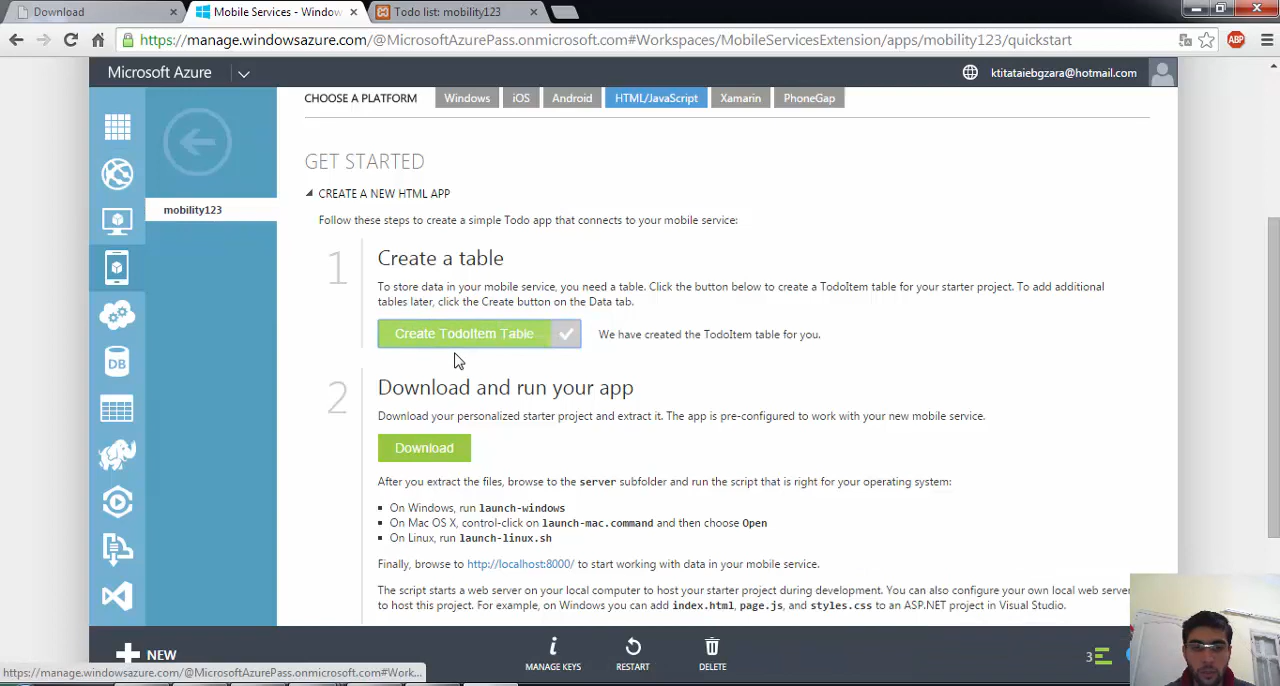 Download
Mobile Services - Window
Todo list: mobility123
https://manage.windowsazure.com/@MicrosoftAzurePass.onmicrosoft.com#Workspaces/MobileServicesExtension/apps/mobility123/quickstart
ABP
Microsoft Azure
ktitataiebgzara@hotmail.com
CHOOSE A PLATFORM
Windows
iOS
Android
HTML/JavaScript
Xamarin
PhoneGap
GET STARTED
mobility123
CREATE A NEW HTML APP
Follow these steps to create a simple Todo app that connects to your mobile service:
1
Create a table
To store data in your mobile service, you need a table. Click the button below to create a TodoItem table for your starter project. To add additional
tables later, click the Create button on the Data tab.
Create TodoItem Table
We have created the TodoItem table for you.
DB
2
Download and run your app
Download your personalized starter project and extract it. The app is pre-configured to work with your new mobile service.
Download
After you extract the files, browse to the server subfolder and run the script that is right for your operating system:
On Windows, run launch-windows
On Mac OS X, control-click on launch-mac.command and then choose Open
On Linux, run launch-linux.sh
Finally, browse to http://localhost:8000/ to start working with data in your mobile service.
The script starts a web server on your local computer to host your starter project during development. You can also configure your own local web server
to host this project. For example, on Windows you can add index.html, page.js, and styles.css to an ASP.NET project in Visual Studio.
NEW
MANAGE KEYS
RESTART
DELETE
3
https://manage.windowsazure.com/@MicrosoftAzurePass.onmicrosoft.com#Work...